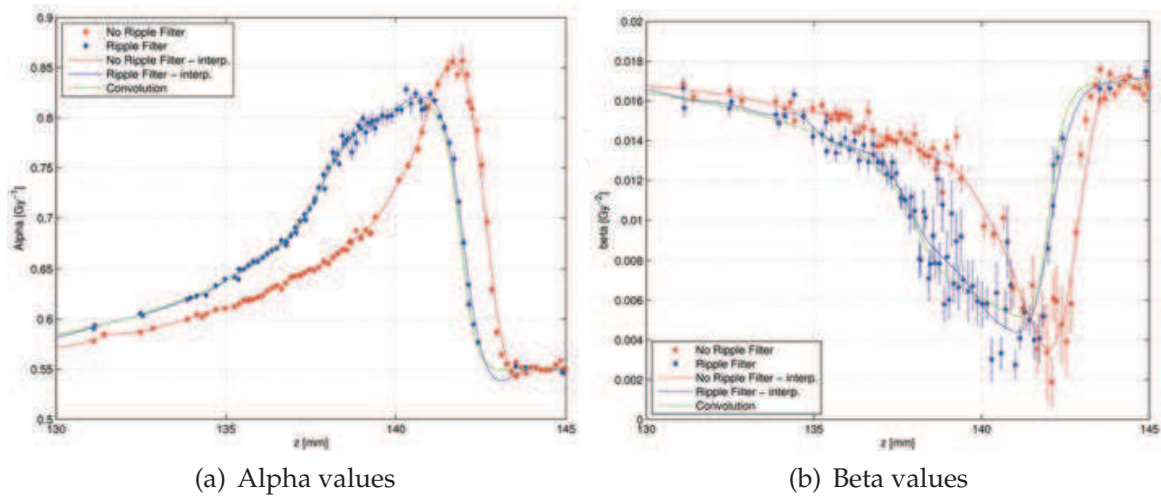 0.9
0.85
0.8
0.75
0.7
0.65
0.6
0.55
0.5
Alpha [Gy⁻¹]
No Ripple Filter
Ripple Filter
No Ripple Filter – interp.
Ripple Filter – interp.
Convolution
130 135 140 145
z [mm]
(a) Alpha values
0.02
0.018
0.016
0.014
0.012
0.01
0.008
0.006
0.004
0.002
0
beta [Gy⁻²]
No Ripple Filter
Ripple Filter
No Ripple Filter – interp.
Ripple Filter – interp.
Convolution
130 135 140 145
z [mm]
(b) Beta values